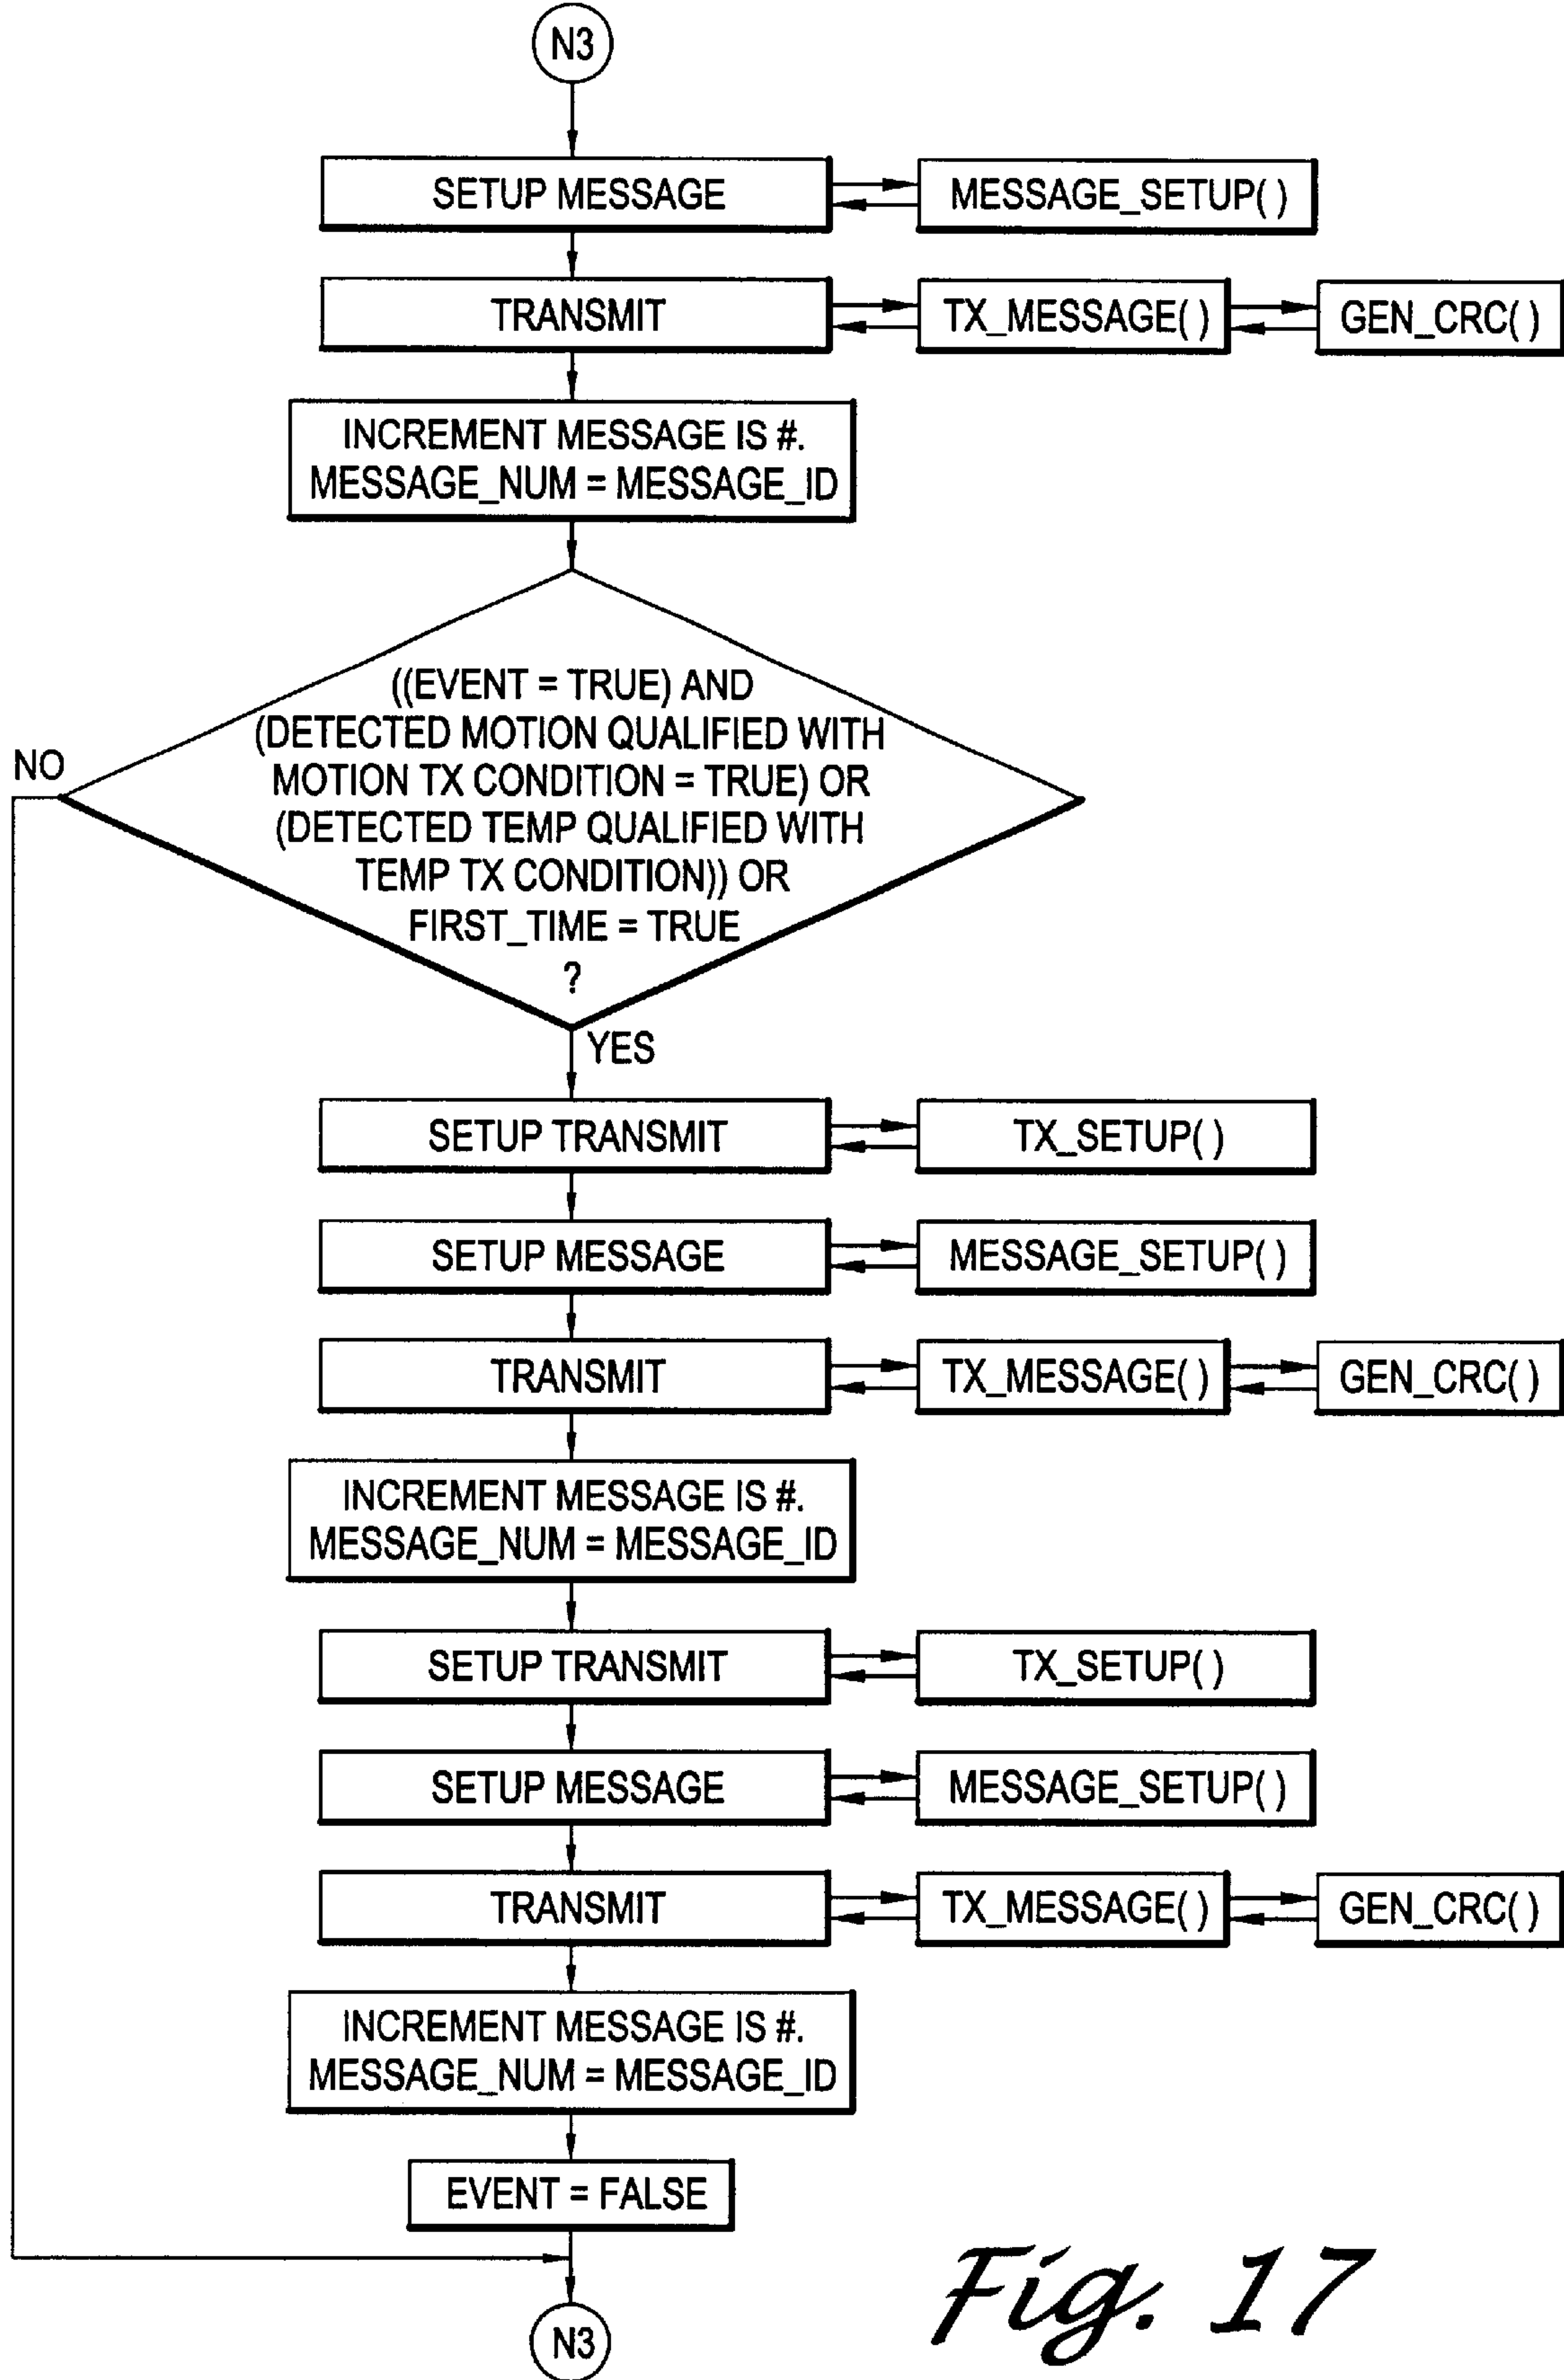 N3
SETUP MESSAGE
MESSAGE_SETUP( )
TRANSMIT
TX_MESSAGE( )
GEN_CRC( )
INCREMENT MESSAGE IS #.
MESSAGE_NUM = MESSAGE_ID
((EVENT = TRUE) AND
(DETECTED MOTION QUALIFIED WITH
MOTION TX CONDITION = TRUE) OR
(DETECTED TEMP QUALIFIED WITH
TEMP TX CONDITION)) OR
FIRST_TIME = TRUE
?
NO
YES
SETUP TRANSMIT
TX_SETUP( )
SETUP MESSAGE
MESSAGE_SETUP( )
TRANSMIT
TX_MESSAGE( )
GEN_CRC( )
INCREMENT MESSAGE IS #.
MESSAGE_NUM = MESSAGE_ID
SETUP TRANSMIT
TX_SETUP( )
SETUP MESSAGE
MESSAGE_SETUP( )
TRANSMIT
TX_MESSAGE( )
GEN_CRC( )
INCREMENT MESSAGE IS #.
MESSAGE_NUM = MESSAGE_ID
EVENT = FALSE
N3
Fig. 17